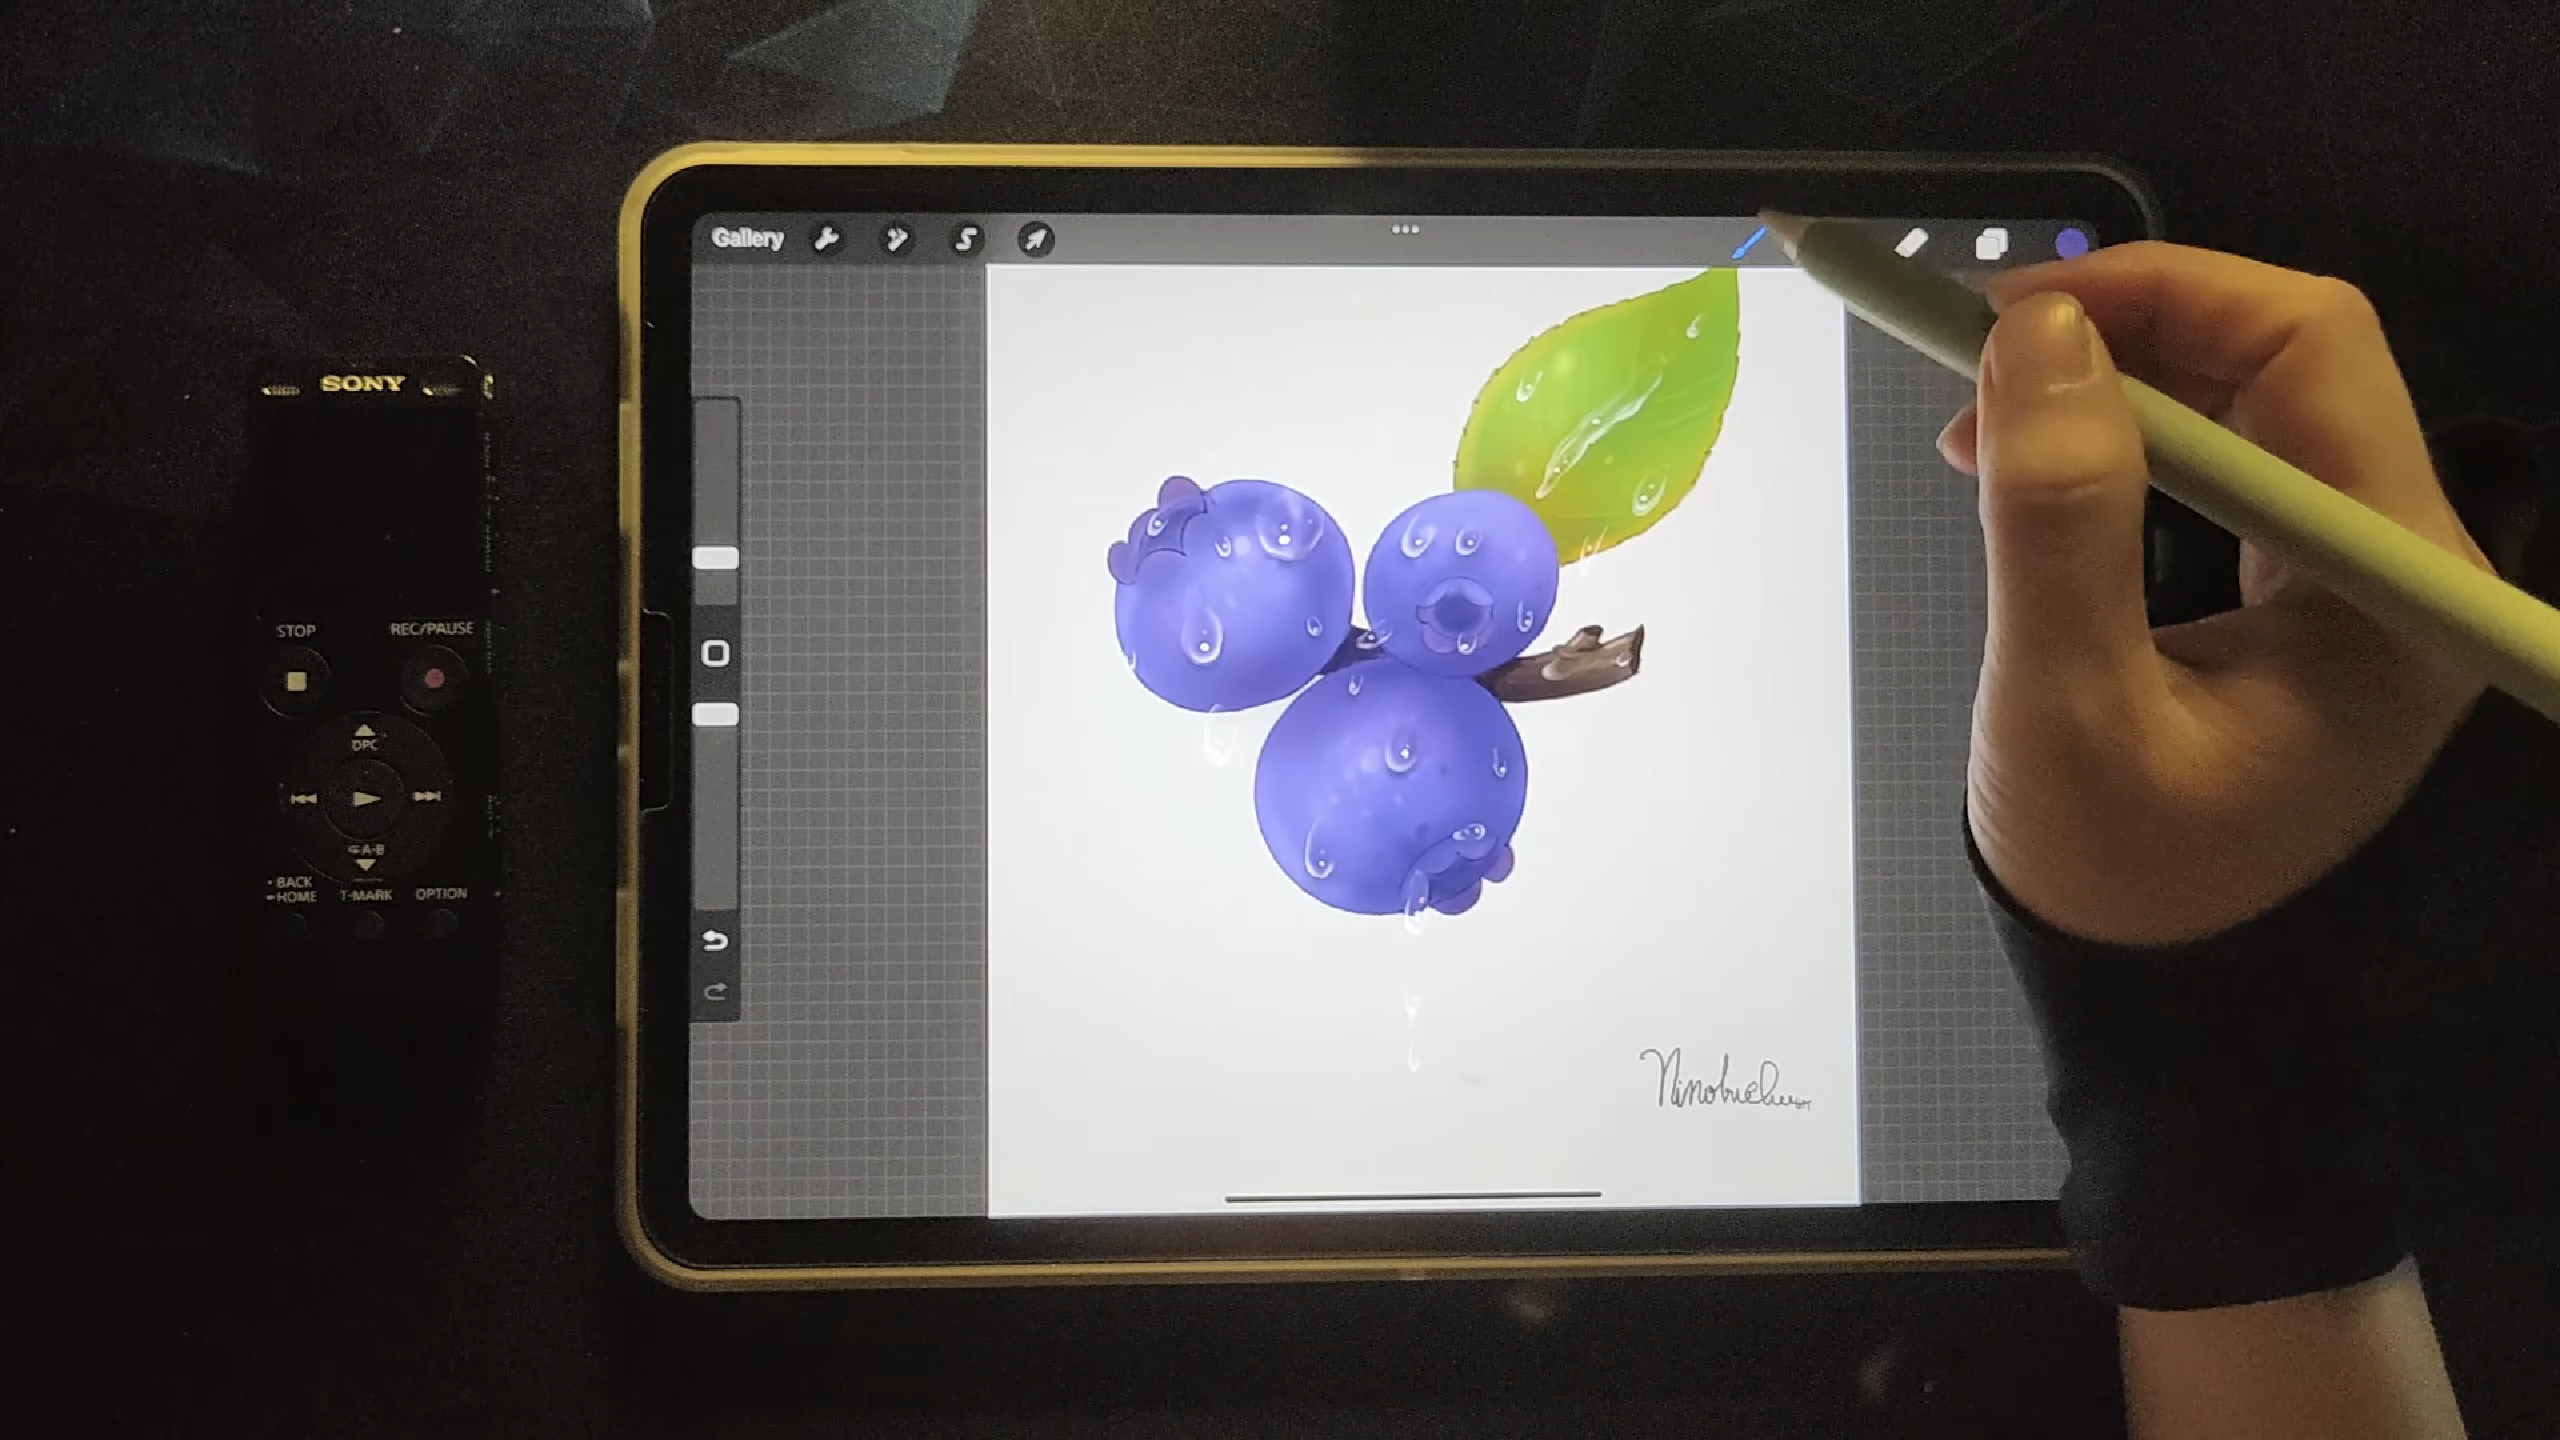 SONY
STOP
REC/PAUSE
DPC
A-B
BACK
HOME
T-MARK
OPTION
Gallery